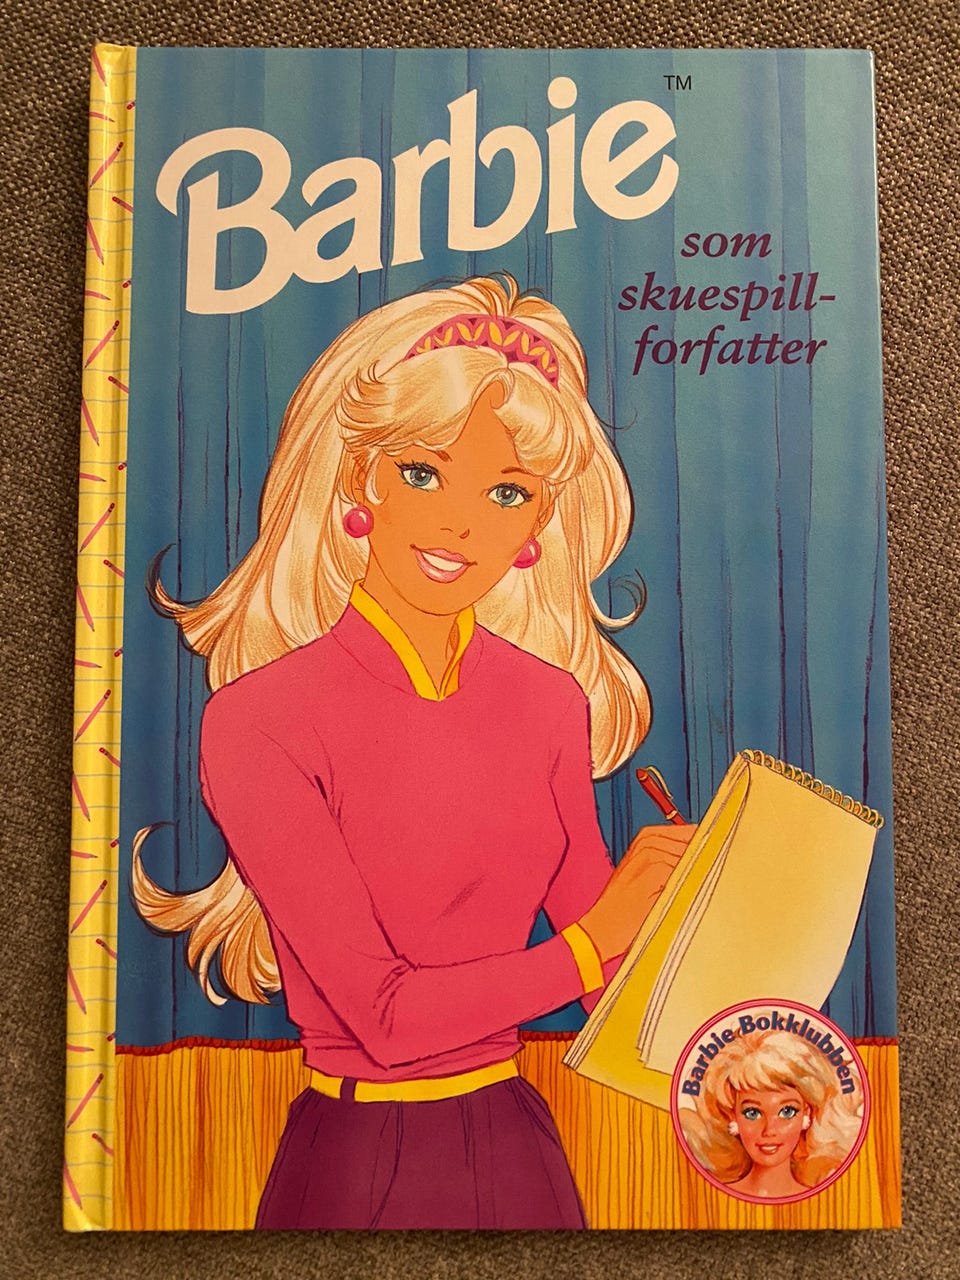 Barbie™
som
skuespill-
forfatter
Barbie Bokklubben